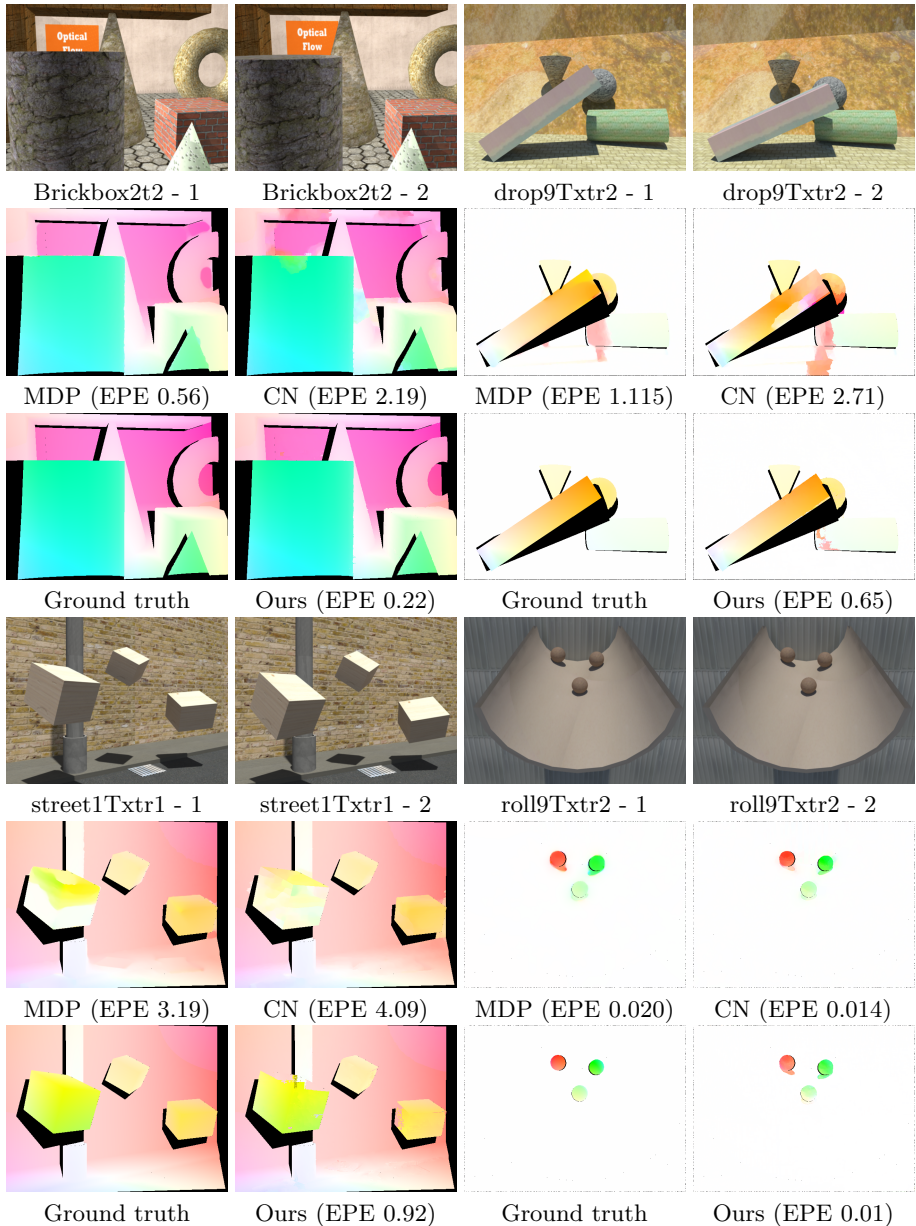 Optical
Flow
Optical
Flow
Brickbox2t2 - 1
Brickbox2t2 - 2
drop9Txtr2 - 1
drop9Txtr2 - 2
MDP (EPE 0.56)
CN (EPE 2.19)
MDP (EPE 1.115)
CN (EPE 2.71)
Ground truth
Ours (EPE 0.22)
Ground truth
Ours (EPE 0.65)
street1Txtr1 - 1
street1Txtr1 - 2
roll9Txtr2 - 1
roll9Txtr2 - 2
MDP (EPE 3.19)
CN (EPE 4.09)
MDP (EPE 0.020)
CN (EPE 0.014)
Ground truth
Ours (EPE 0.92)
Ground truth
Ours (EPE 0.01)